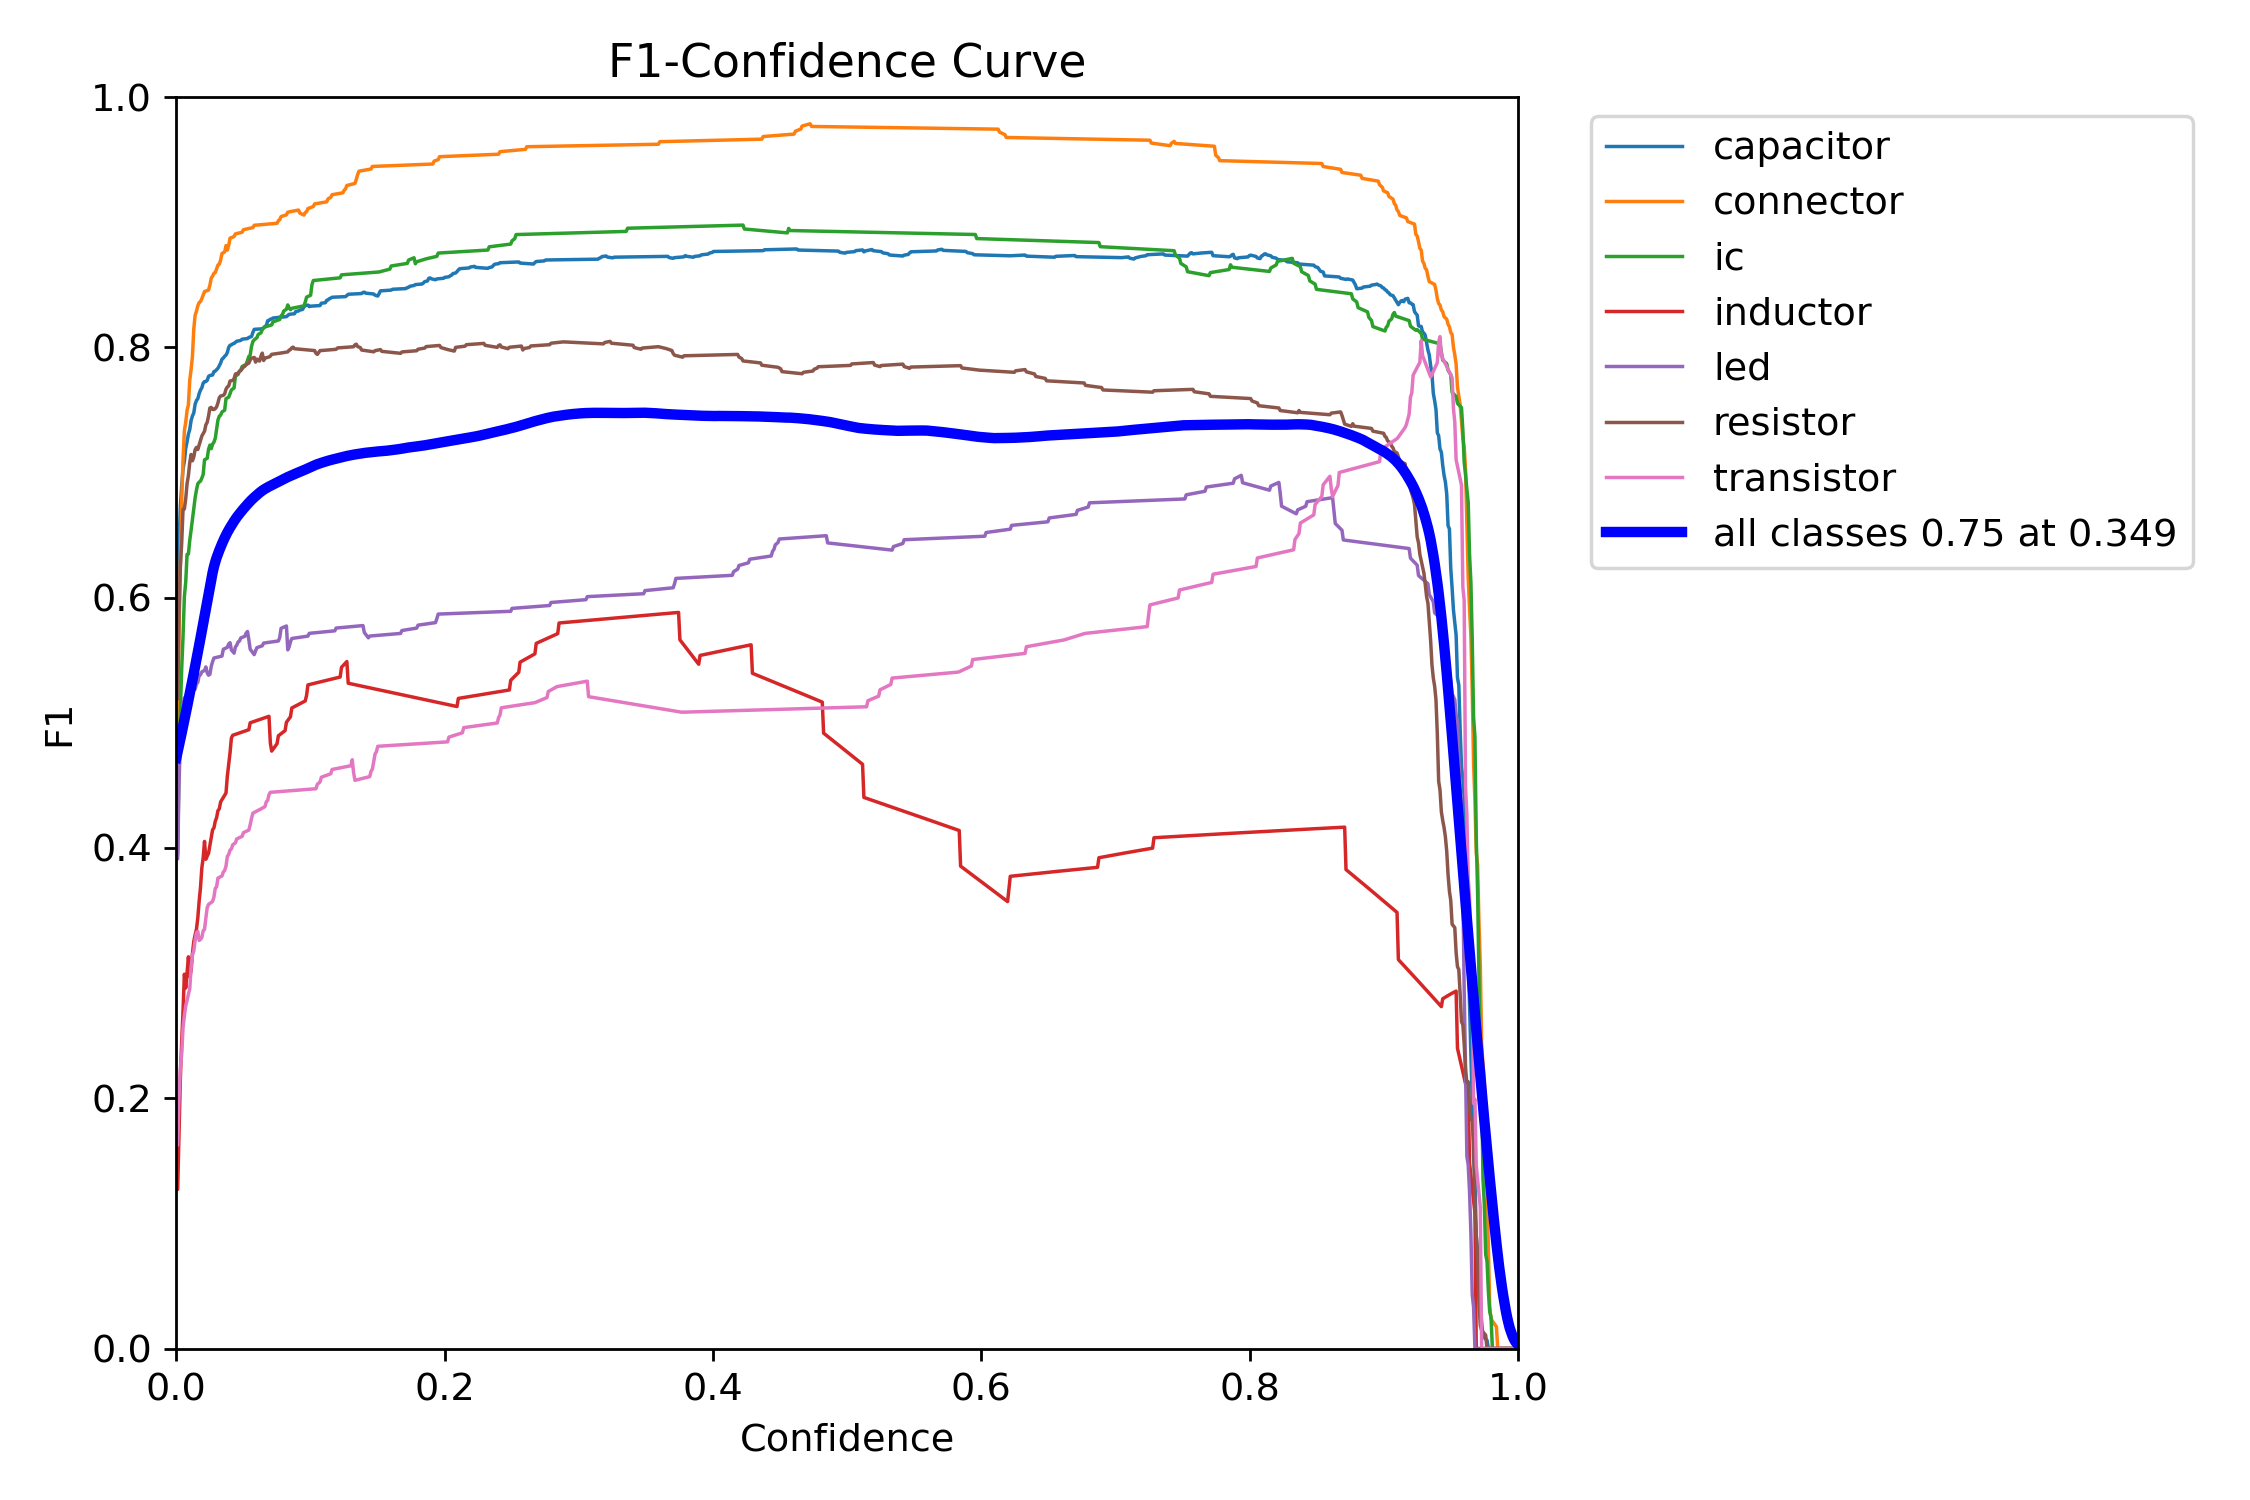 F1-Confidence Curve
1.0
0.8
0.6
0.4
0.2
0.0
F1
0.0 0.2 0.4 0.6 0.8 1.0
Confidence
capacitor
connector
ic
inductor
led
resistor
transistor
all classes 0.75 at 0.349